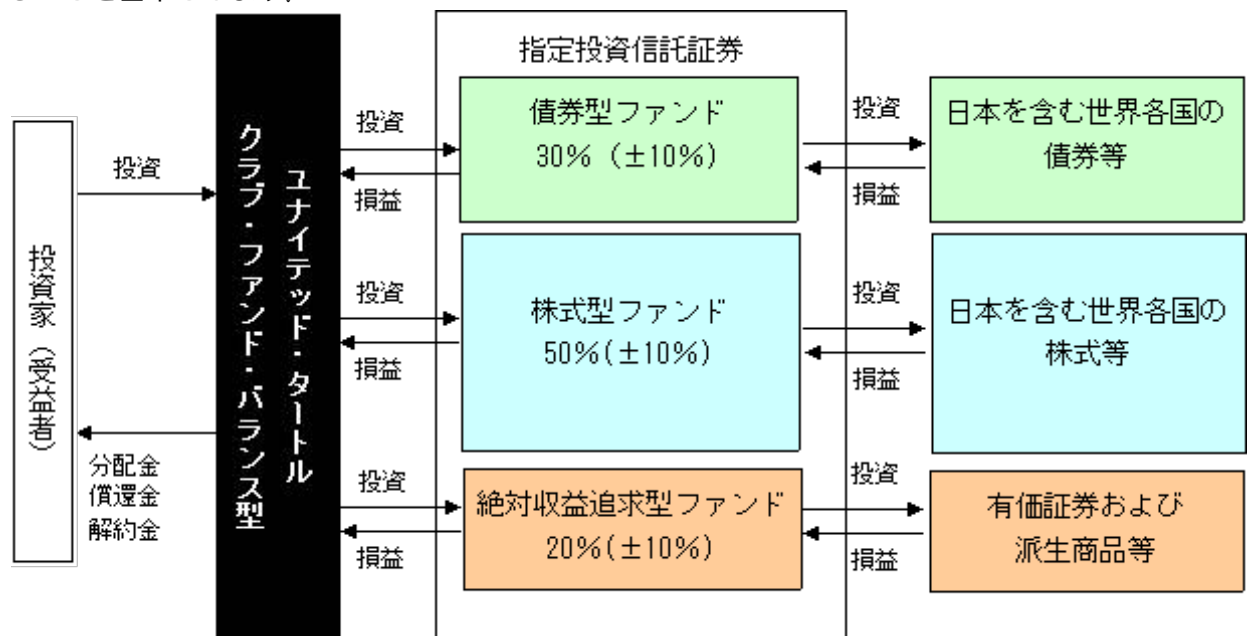 指定投資信託証券
投資家（受益者）
投資
分配金
償還金
解約金
ユナイテッド・タートル
クラブ・ファンド・バランス型
投資
損益
債券型ファンド
30%（±10%）
投資
損益
日本を含む世界各国の
債券等
投資
損益
株式型ファンド
50%(±10%)
投資
損益
日本を含む世界各国の
株式等
投資
損益
絶対収益追求型ファンド
20%(±10%)
投資
損益
有価証券および
派生商品等